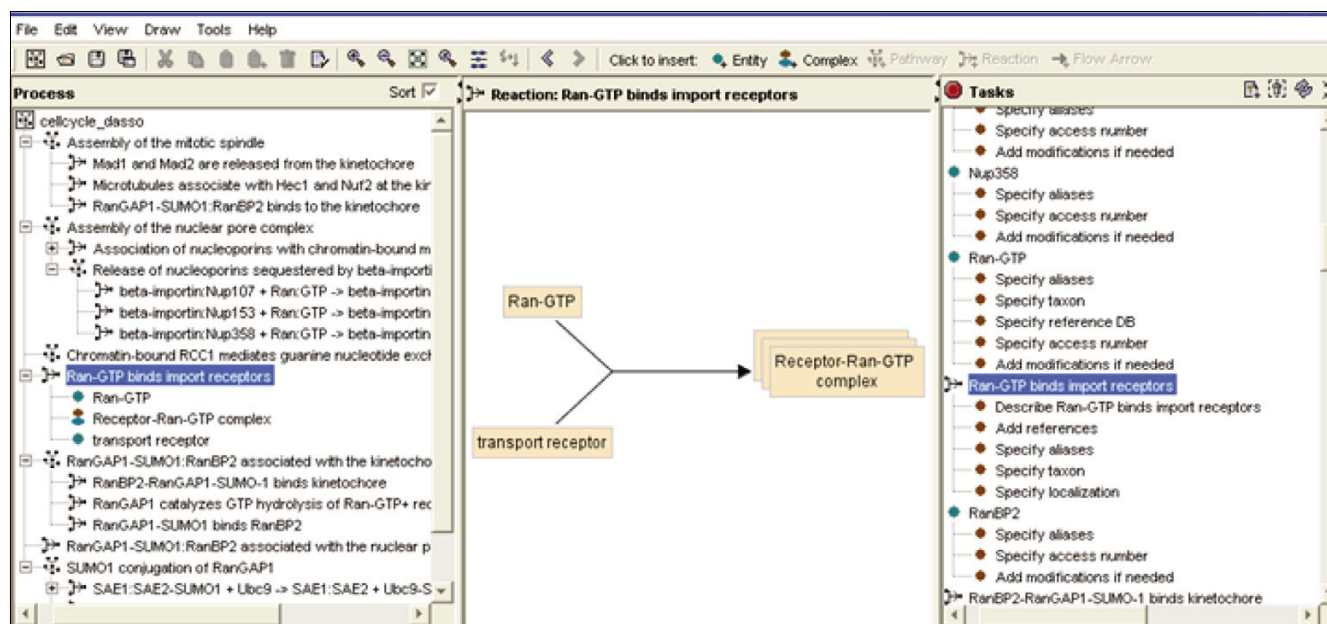 File Edit View Draw Tools Help
Click to insert: Entity Complex Pathway Reaction Flow Arrow
Process Sort
cellcycle_dasso
Assembly of the mitotic spindle
Mad1 and Mad2 are released from the kinetochore
Microtubules associate with Hec1 and Nuf2 at the kin
RanGAP1-SUMO1:RanBP2 binds to the kinetochore
Assembly of the nuclear pore complex
Association of nucleoporins with chromatin-bound m
Release of nucleoporins sequestered by beta-importi
beta-importin:Nup107 + Ran:GTP -> beta-importin
beta-importin:Nup153 + Ran:GTP -> beta-importin
beta-importin:Nup358 + Ran:GTP -> beta-importin
Chromatin-bound RCC1 mediates guanine nucleotide exch
Ran-GTP binds import receptors
Ran-GTP
Receptor-Ran-GTP complex
transport receptor
RanGAP1-SUMO1:RanBP2 associated with the kinetocho
RanBP2-RanGAP1-SUMO-1 binds kinetochore
RanGAP1 catalyzes GTP hydrolysis of Ran-GTP+ rec
RanGAP1-SUMO1 binds RanBP2
RanGAP1-SUMO1:RanBP2 associated with the nuclear p
SUMO1 conjugation of RanGAP1
SAE1:SAE2-SUMO1 + Ubc9 -> SAE1:SAE2 + Ubc9-S
Reaction: Ran-GTP binds import receptors
Ran-GTP
Receptor-Ran-GTP
complex
transport receptor
Tasks
Specify aliases
Specify access number
Add modifications if needed
Nup358
Specify aliases
Specify access number
Add modifications if needed
Ran-GTP
Specify aliases
Specify taxon
Specify reference DB
Specify access number
Add modifications if needed
Ran-GTP binds import receptors
Describe Ran-GTP binds import receptors
Add references
Specify aliases
Specify taxon
Specify localization
RanBP2
Specify aliases
Specify access number
Add modifications if needed
RanBP2-RanGAP1-SUMO-1 binds kinetochore